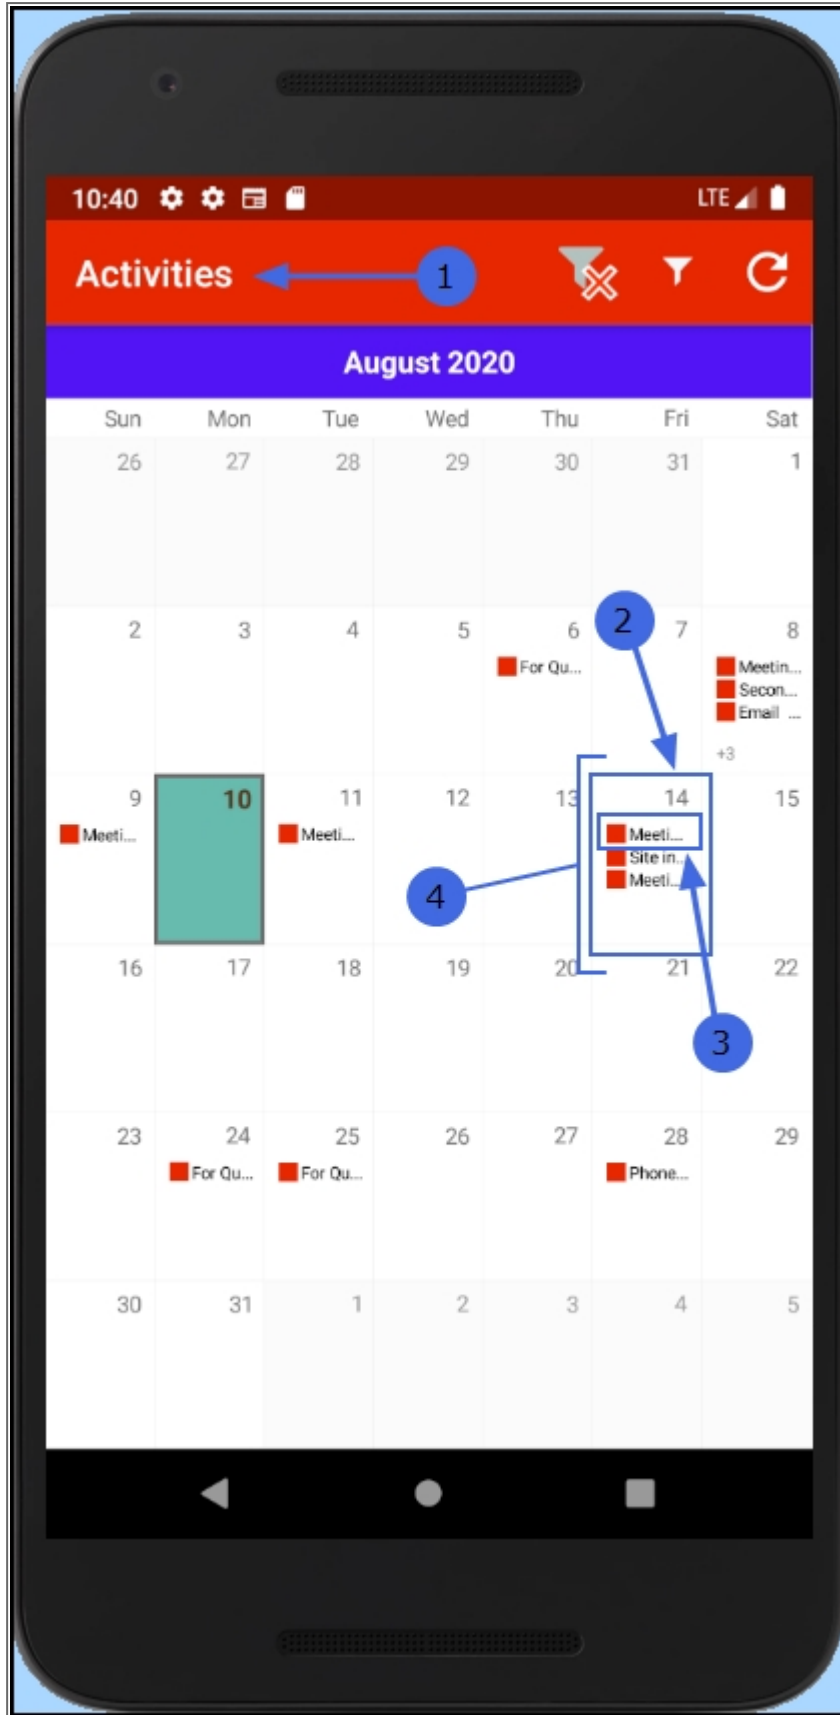 10:40 LTE
Activities 1
August 2020
Sun Mon Tue Wed Thu Fri Sat
26 27 28 29 30 31 1
2 3 4 5 6 2 7 8
For Qu... Meetin...
Secon...
Email ...
+3
9 10 11 12 13 14 15
Meeti... Meeti... Meeti...
Site in...
Meeti...
4
16 17 18 19 20 21 22
3
23 24 25 26 27 28 29
For Qu... For Qu... Phone...
30 31 1 2 3 4 5